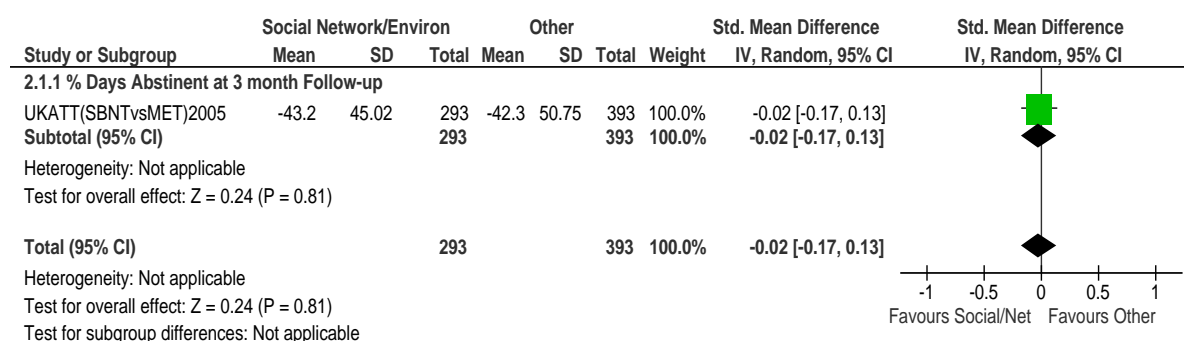 Social Network/Environ Other Std. Mean Difference Std. Mean Difference
Study or Subgroup Mean SD Total Mean SD Total Weight IV, Random, 95% CI IV, Random, 95% CI
2.1.1 % Days Abstinent at 3 month Follow-up
UKATT(SBNTvsMET)2005 -43.2 45.02 293 -42.3 50.75 393 100.0% -0.02 [-0.17, 0.13]
Subtotal (95% CI) 293 393 100.0% -0.02 [-0.17, 0.13]
Heterogeneity: Not applicable
Test for overall effect: Z = 0.24 (P = 0.81)
Total (95% CI) 293 393 100.0% -0.02 [-0.17, 0.13]
Heterogeneity: Not applicable
Test for overall effect: Z = 0.24 (P = 0.81)
Test for subgroup differences: Not applicable
-1 -0.5 0 0.5 1
Favours Social/Net Favours Other